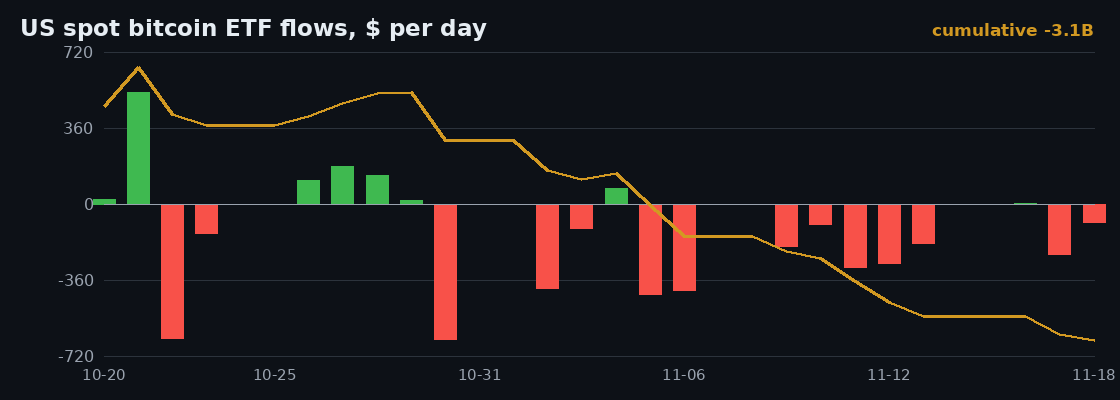 US spot bitcoin ETF flows, $ per day
cumulative -3.1B
720
360
0
-360
-720
10-20 10-25 10-31 11-06 11-12 11-18